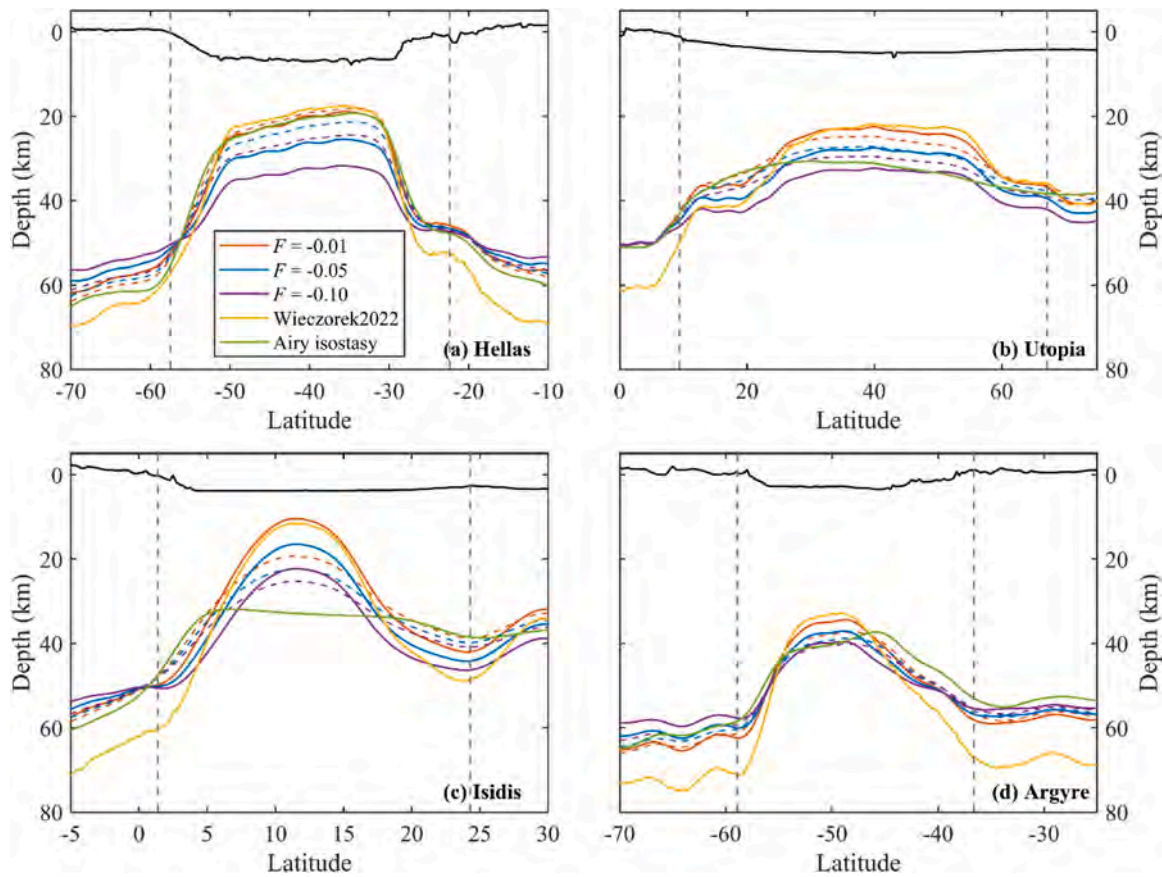 0
20
40
60
80
Depth (km)
F = -0.01
F = -0.05
F = -0.10
Wieczorek2022
Airy isostasy
(a) Hellas
-70 -60 -50 -40 -30 -20 -10
Latitude
0
20
40
60
80
Depth (km)
(b) Utopia
0 20 40 60
Latitude
0
20
40
60
80
Depth (km)
(c) Isidis
-5 0 5 10 15 20 25 30
Latitude
0
20
40
60
80
Depth (km)
(d) Argyre
-70 -60 -50 -40 -30
Latitude